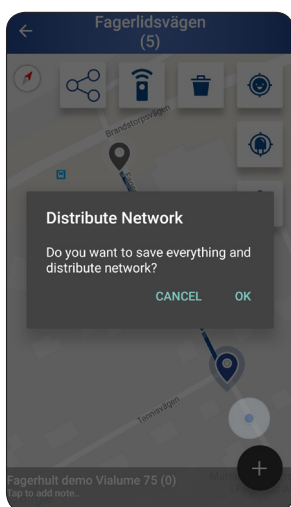 Fagerlidsvägen
(5)
Brandstorpsvägen
Distribute Network
Do you want to save everything and
distribute network?
CANCEL
OK
Tennisvägen
Fagerhult demo Vialume 75 (0)
Tap to add note..